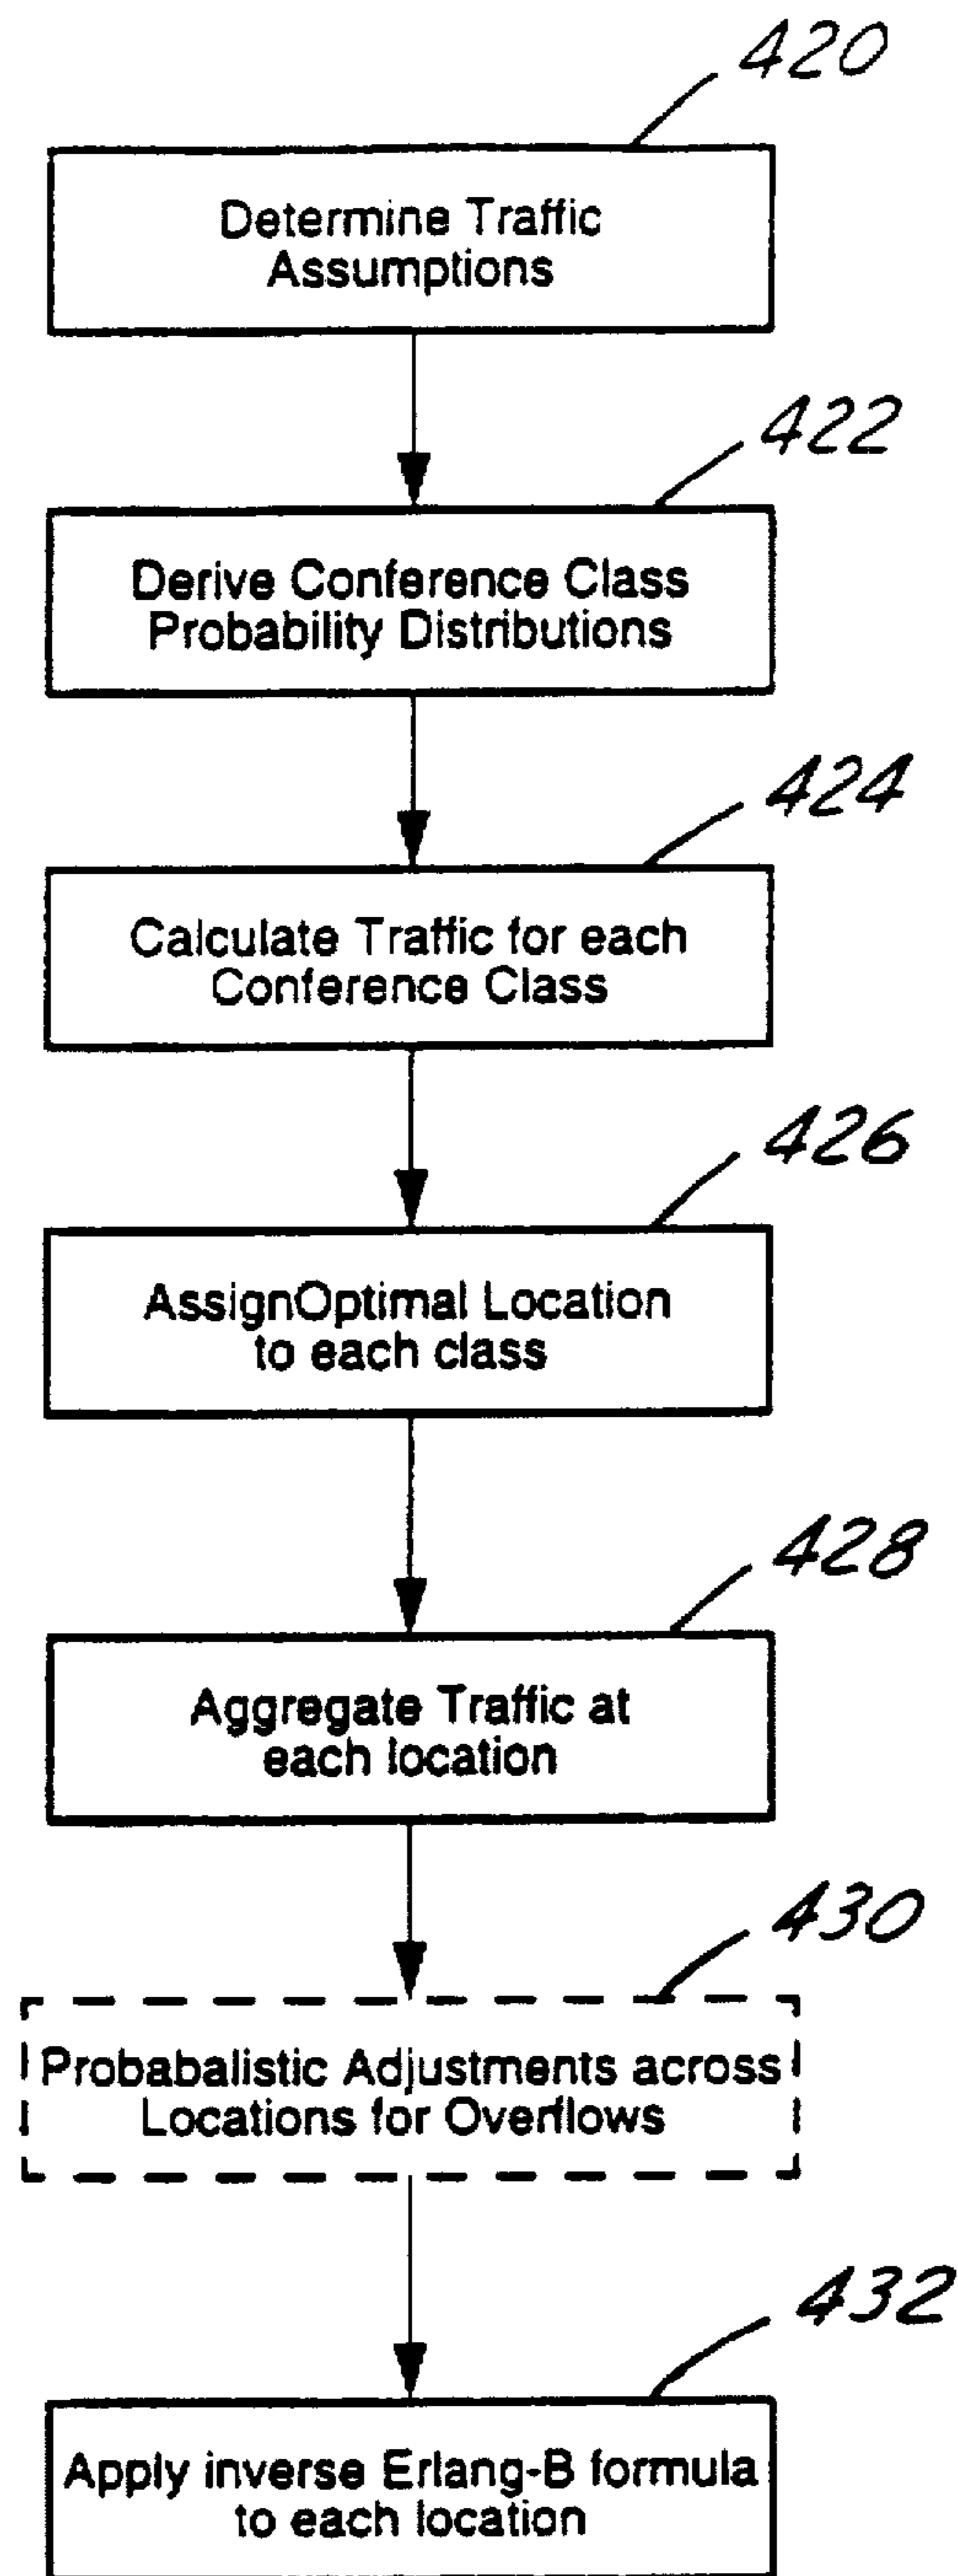 420
Determine Traffic
Assumptions
422
Derive Conference Class
Probability Distributions
424
Calculate Traffic for each
Conference Class
426
AssignOptimal Location
to each class
428
Aggregate Traffic at
each location
430
Probabalistic Adjustments across
Locations for Overflows
432
Apply inverse Erlang-B formula
to each location